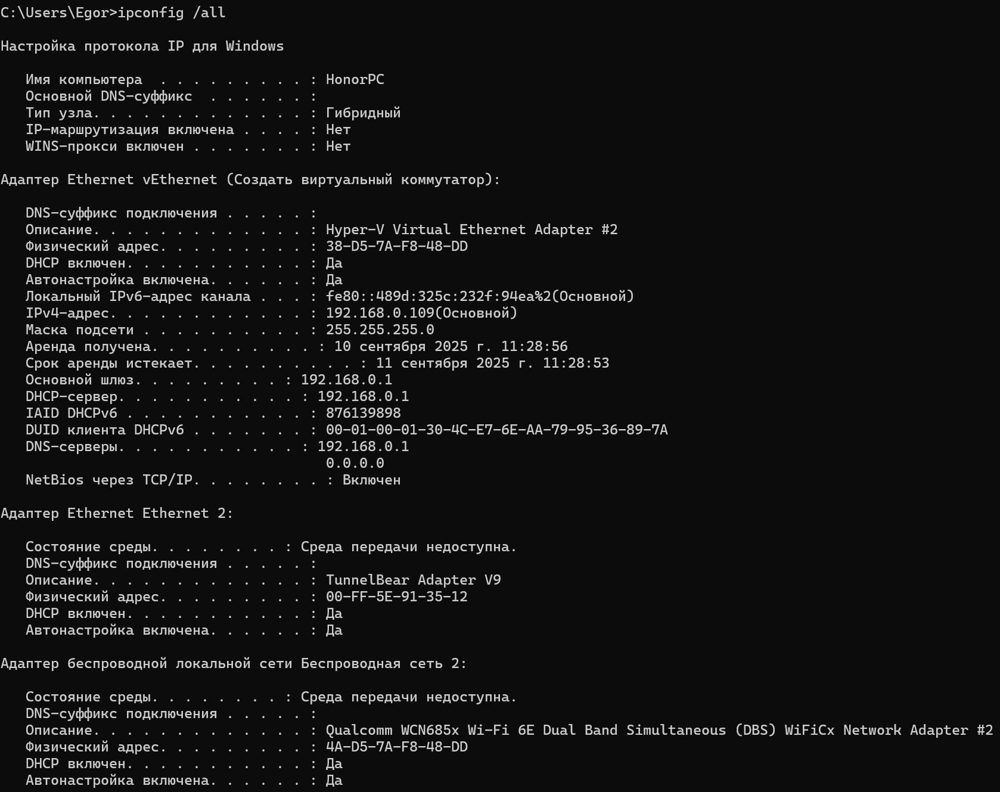 C:\Users\Egor>ipconfig /all
Настройка протокола IP для Windows
Имя компьютера  . . . . . . . . . : HonorPC
Основной DNS-суффикс  . . . . . . :
Тип узла. . . . . . . . . . . . . : Гибридный
IP-маршрутизация включена . . . . : Нет
WINS-прокси включен . . . . . . . : Нет
Адаптер Ethernet vEthernet (Создать виртуальный коммутатор):
DNS-суффикс подключения . . . . . :
Описание. . . . . . . . . . . . . : Hyper-V Virtual Ethernet Adapter #2
Физический адрес. . . . . . . . . : 38-D5-7A-F8-48-DD
DHCP включен. . . . . . . . . . . : Да
Автонастройка включена. . . . . . : Да
Локальный IPv6-адрес канала . . . : fe80::489d:325c:232f:94ea%2(Основной)
IPv4-адрес. . . . . . . . . . . . : 192.168.0.109(Основной)
Маска подсети . . . . . . . . . . : 255.255.255.0
Аренда получена. . . . . . . . . . : 10 сентября 2025 г. 11:28:56
Срок аренды истекает. . . . . . . . . . : 11 сентября 2025 г. 11:28:53
Основной шлюз. . . . . . . . . : 192.168.0.1
DHCP-сервер. . . . . . . . . . . : 192.168.0.1
IAID DHCPv6 . . . . . . . . . . . : 876139898
DUID клиента DHCPv6 . . . . . . . : 00-01-00-01-30-4C-E7-6E-AA-79-95-36-89-7A
DNS-серверы. . . . . . . . . . . : 192.168.0.1
0.0.0.0
NetBios через TCP/IP. . . . . . . . : Включен
Адаптер Ethernet Ethernet 2:
Состояние среды. . . . . . . . : Среда передачи недоступна.
DNS-суффикс подключения . . . . . :
Описание. . . . . . . . . . . . . : TunnelBear Adapter V9
Физический адрес. . . . . . . . . : 00-FF-5E-91-35-12
DHCP включен. . . . . . . . . . . : Да
Автонастройка включена. . . . . . : Да
Адаптер беспроводной локальной сети Беспроводная сеть 2:
Состояние среды. . . . . . . . : Среда передачи недоступна.
DNS-суффикс подключения . . . . . :
Описание. . . . . . . . . . . . . : Qualcomm WCN685x Wi-Fi 6E Dual Band Simultaneous (DBS) WiFiCx Network Adapter #2
Физический адрес. . . . . . . . . : 4A-D5-7A-F8-48-DD
DHCP включен. . . . . . . . . . . : Да
Автонастройка включена. . . . . . : Да